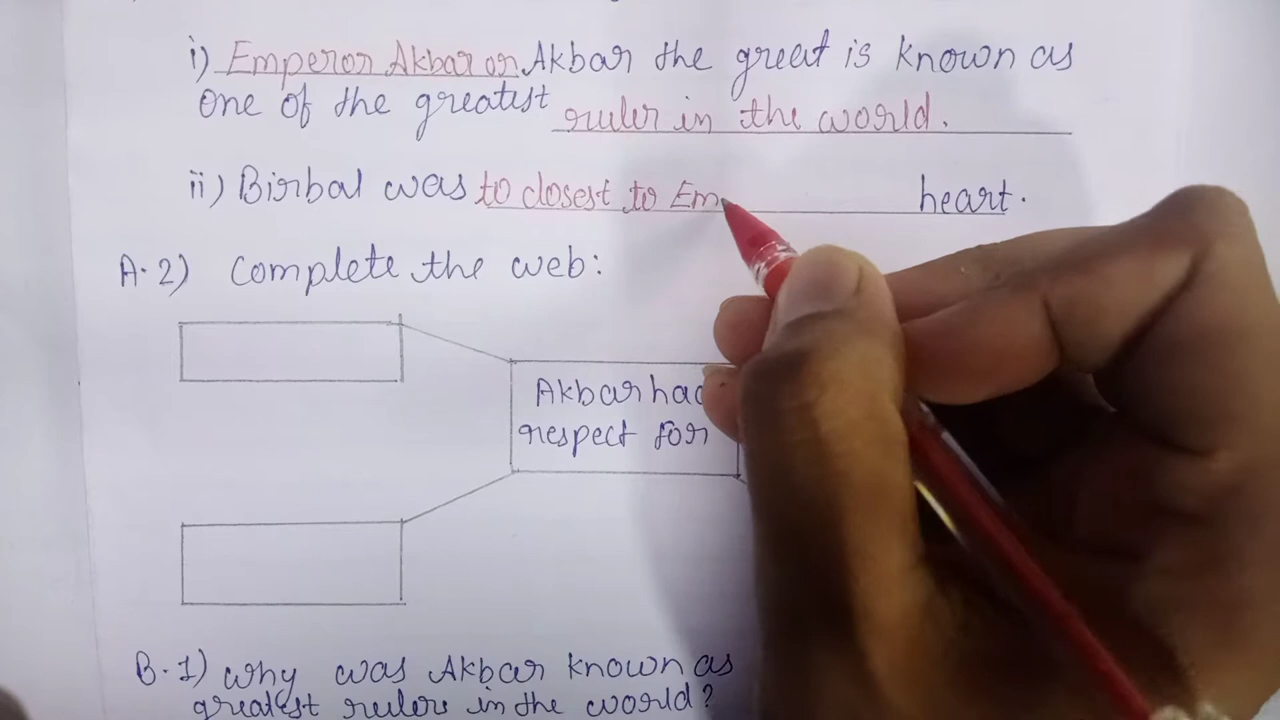 i) Emperor Akbar or Akbar the great is known as
one of the greatest ruler in the world.
ii) Birbal was to closest to Em heart.
A.2) Complete the web:
Akbar had
respect for
B.1) why was Akbar known as
greatest rulers in the world?